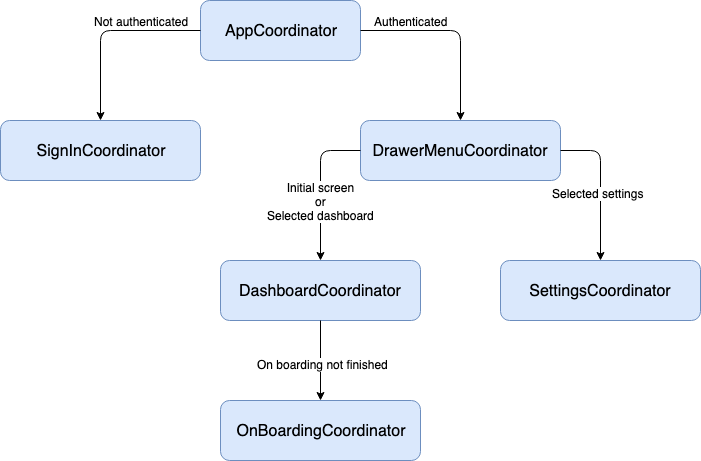 Not authenticated
AppCoordinator
Authenticated
SignInCoordinator
DrawerMenuCoordinator
Initial screen
or
Selected dashboard
Selected settings
DashboardCoordinator
SettingsCoordinator
On boarding not finished
OnBoardingCoordinator